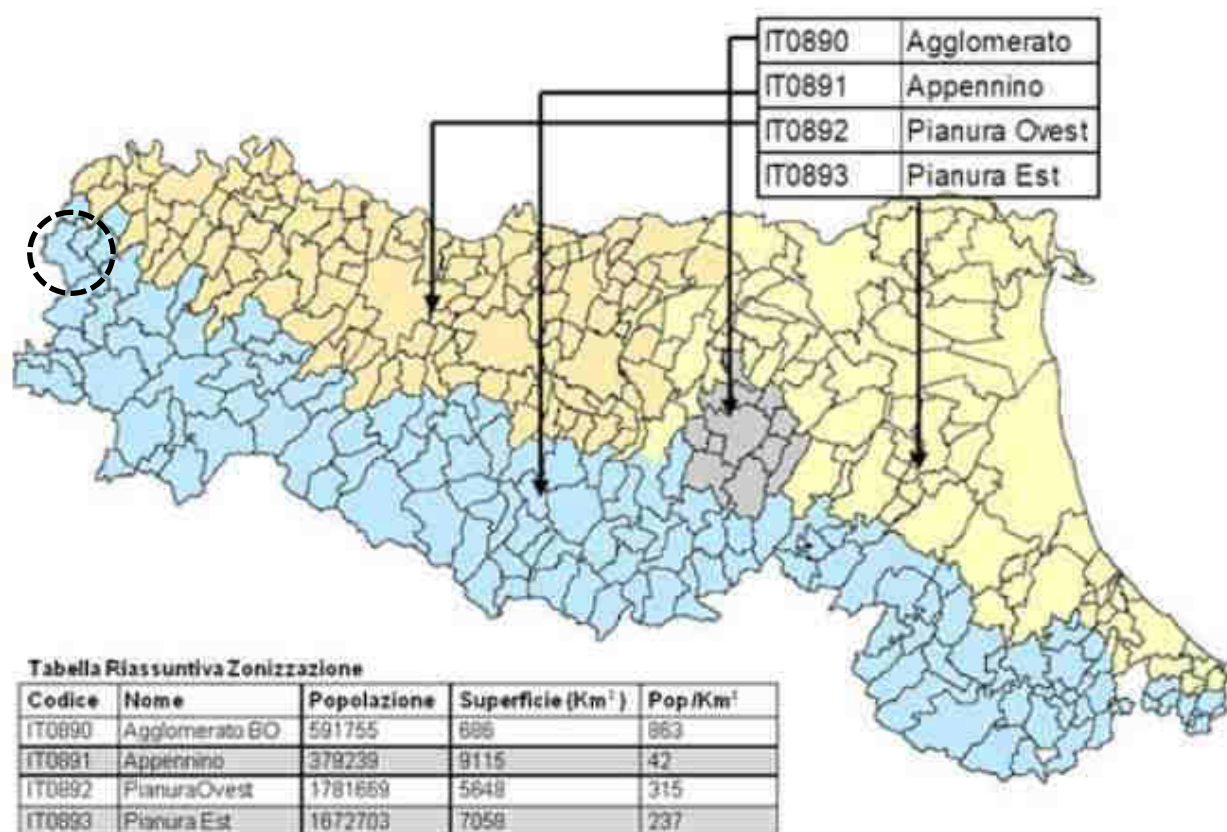 IT0890 Agglomerato
IT0891 Appennino
IT0892 Pianura Ovest
IT0893 Pianura Est
Tabella Riassuntiva Zonizzazione
Codice Nome Popolazione Superficie (Km²) Pop/Km²
IT0890 Agglomerato BO 591755 686 863
IT0891 Appennino 379239 9115 42
IT0892 PianuraOvest 1781669 5648 315
IT0893 Pianura Est 1672703 7058 237